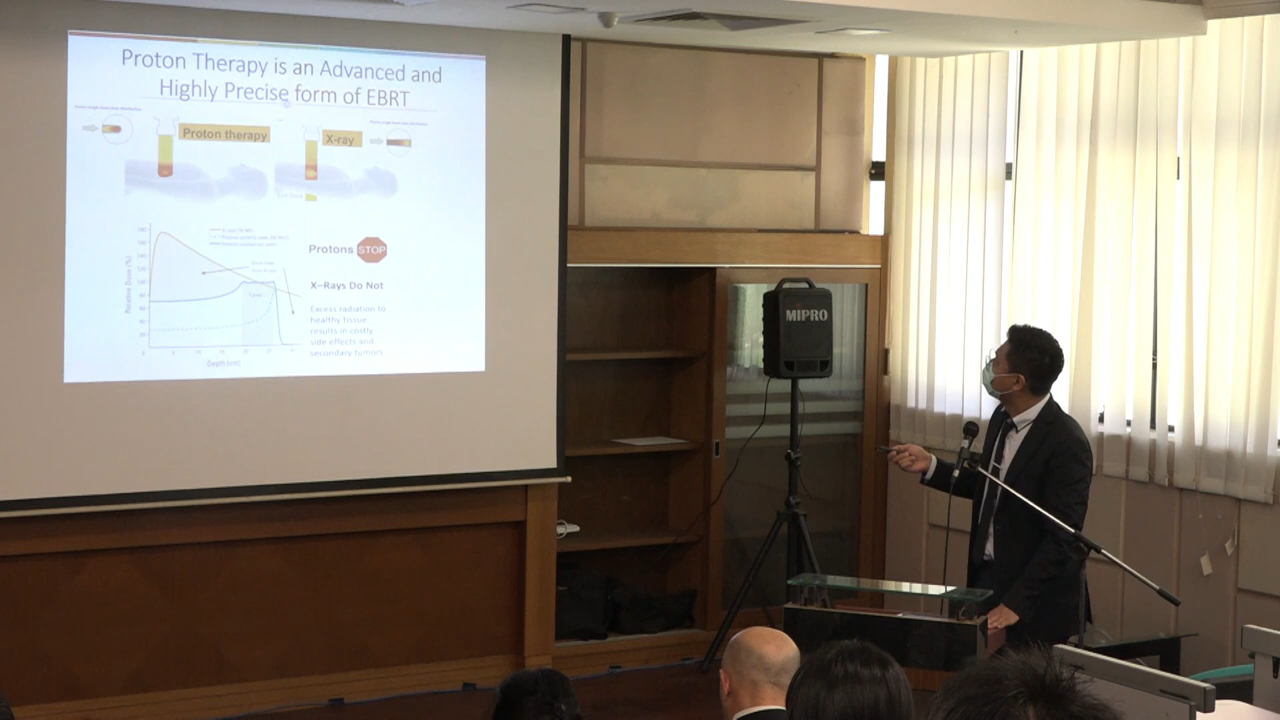 Proton Therapy is an Advanced and
Highly Precise form of EBRT
Proton therapy
X-ray
Protons STOP
X-Rays Do Not
Excess radiation to
healthy tissue
results in costly
side effects and
secondary tumors
Relative Dose (%)
Depth (cm)
MIPRO